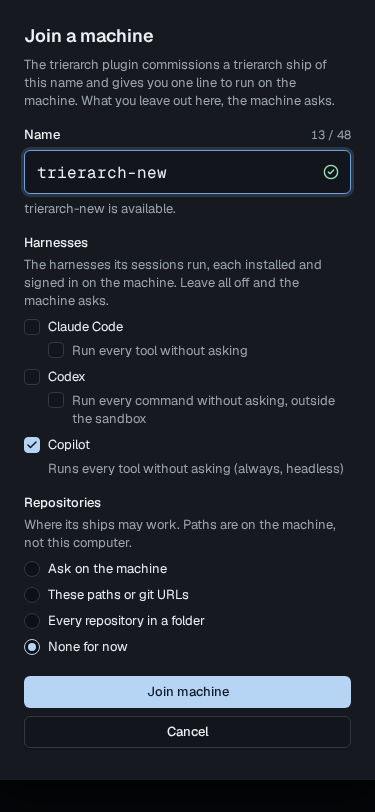 Join a machine
The trierarch plugin commissions a trierarch ship of
this name and gives you one line to run on the
machine. What you leave out here, the machine asks.
Name
13 / 48
trierarch-new
trierarch-new is available.
Harnesses
The harnesses its sessions run, each installed and
signed in on the machine. Leave all off and the
machine asks.
Claude Code
Run every tool without asking
Codex
Run every command without asking, outside
the sandbox
Copilot
Runs every tool without asking (always, headless)
Repositories
Where its ships may work. Paths are on the machine,
not this computer.
Ask on the machine
These paths or git URLs
Every repository in a folder
None for now
Join machine
Cancel